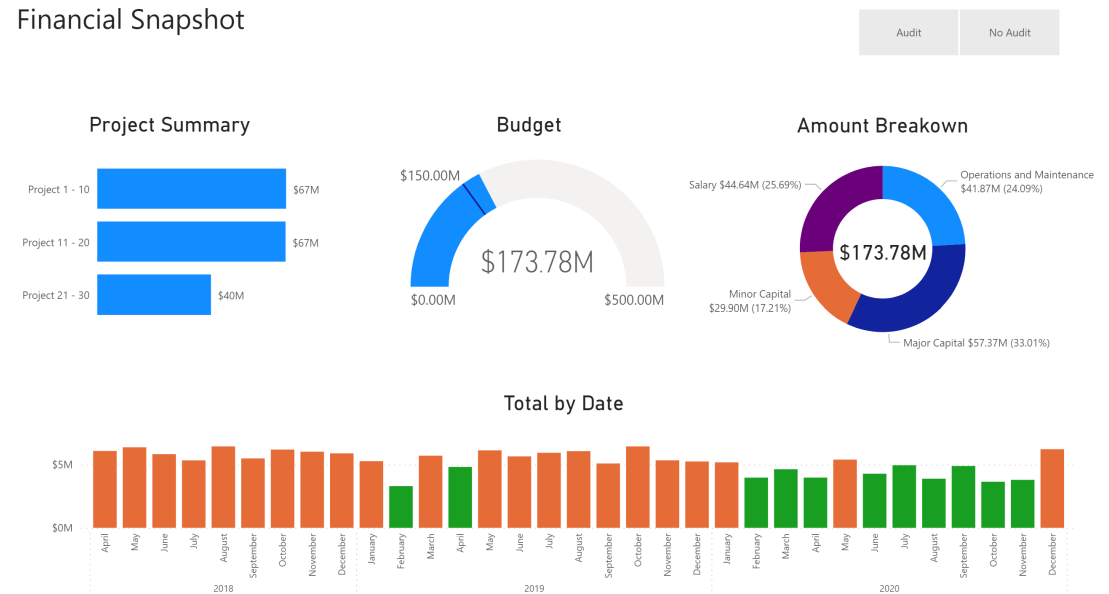 Financial Snapshot
Audit
No Audit
Project Summary
Project 1 - 10
$67M
Project 11 - 20
$67M
Project 21 - 30
$40M
Budget
$150.00M
$173.78M
$0.00M
$500.00M
Amount Breakown
Salary $44.64M (25.69%)
Operations and Maintenance
$41.87M (24.09%)
$173.78M
Minor Capital
$29.90M (17.21%)
Major Capital $57.37M (33.01%)
Total by Date
$5M
$0M
April
May
June
July
August
September
October
November
December
January
February
March
April
May
June
July
August
September
October
November
December
January
February
March
April
May
June
July
August
September
October
November
December
2018
2019
2020